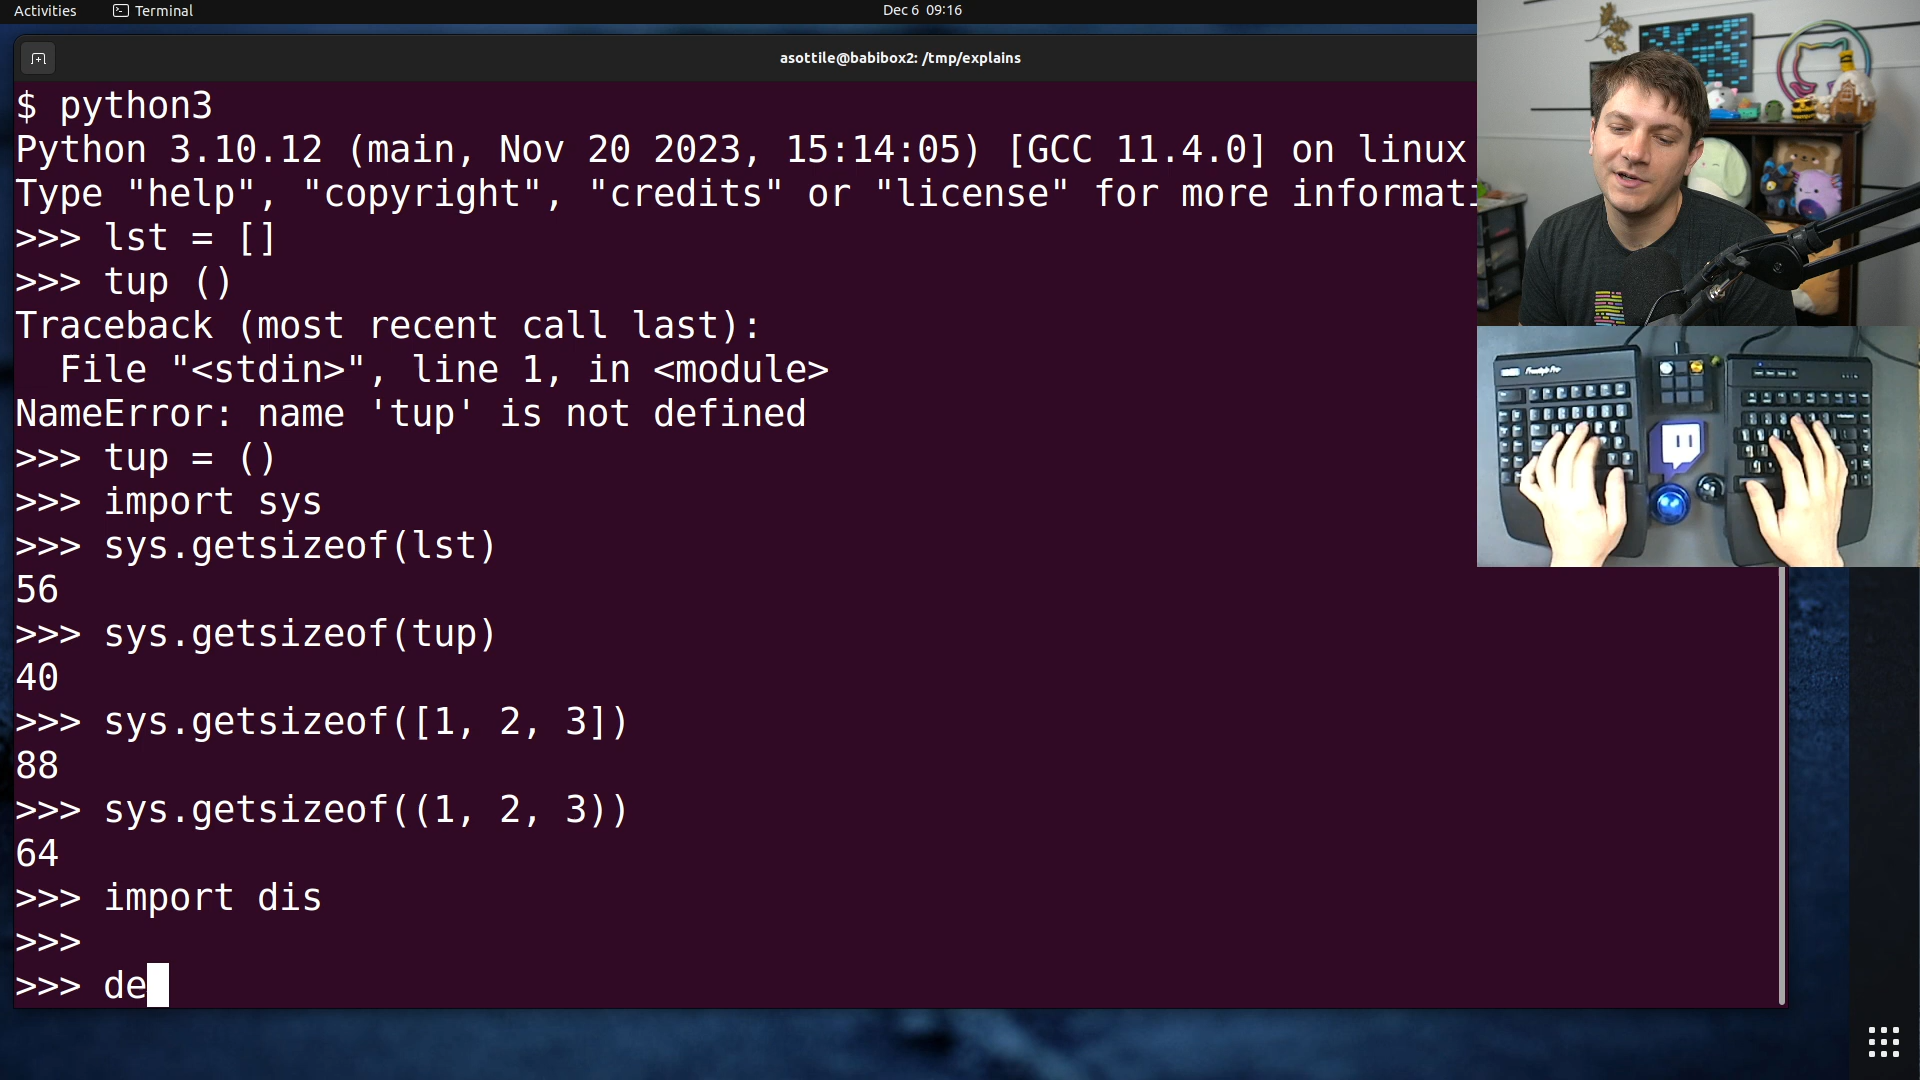 Activities
Terminal
Dec 6 09:16
asottile@babibox2: /tmp/explains
$ python3
Python 3.10.12 (main, Nov 20 2023, 15:14:05) [GCC 11.4.0] on linux
Type "help", "copyright", "credits" or "license" for more informati
>>> lst = []
>>> tup ()
Traceback (most recent call last):
  File "<stdin>", line 1, in <module>
NameError: name 'tup' is not defined
>>> tup = ()
>>> import sys
>>> sys.getsizeof(lst)
56
>>> sys.getsizeof(tup)
40
>>> sys.getsizeof([1, 2, 3])
88
>>> sys.getsizeof((1, 2, 3))
64
>>> import dis
>>>
>>> de
Freestyle Pro